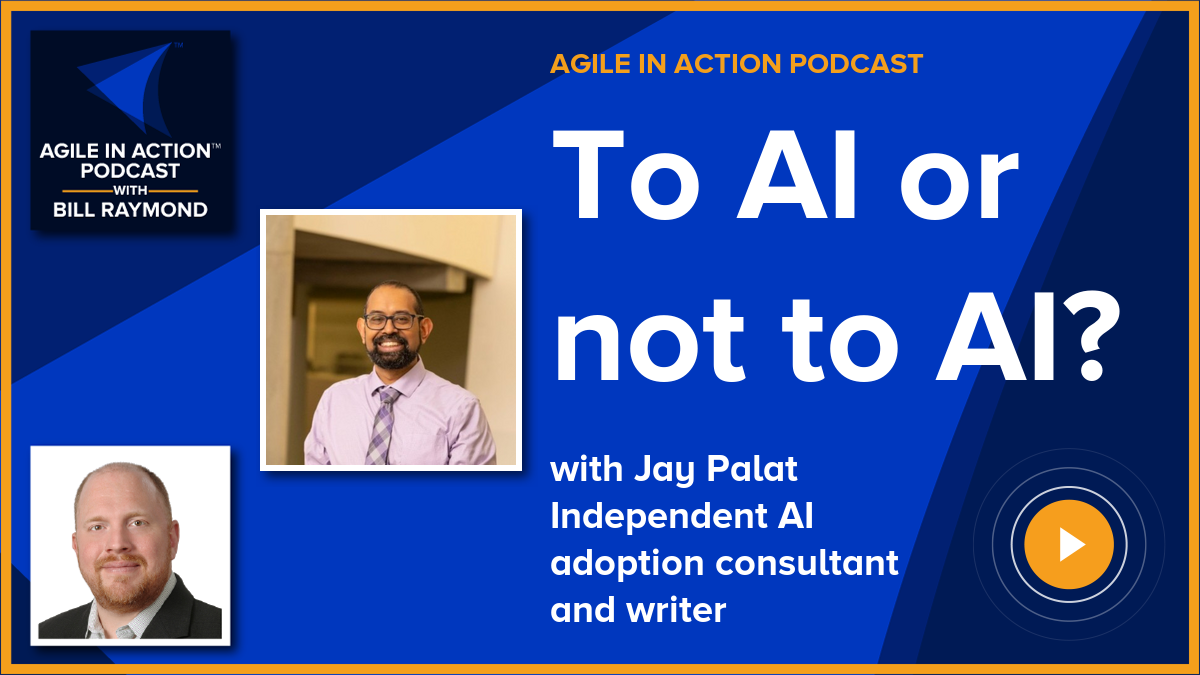 AGILE IN ACTION™
PODCAST
WITH
BILL RAYMOND
AGILE IN ACTION PODCAST
To AI or
not to AI?
with Jay Palat
Independent AI
adoption consultant
and writer